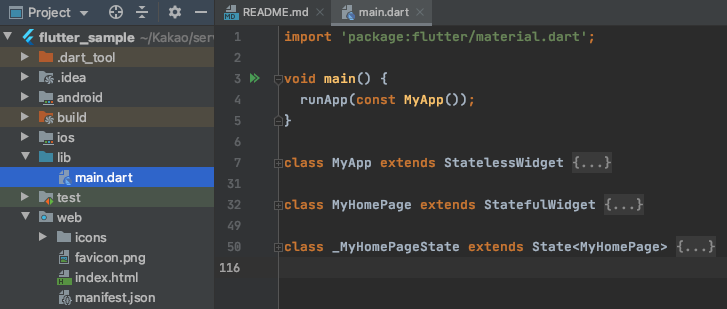 Project
README.md
main.dart
flutter_sample ~/Kakao/ser
.dart_tool
.idea
android
build
ios
lib
main.dart
test
web
icons
favicon.png
index.html
manifest.json
1 import 'package:flutter/material.dart';
2
3 void main() {
4 runApp(const MyApp());
5 }
6
7 class MyApp extends StatelessWidget {...}
31
32 class MyHomePage extends StatefulWidget {...}
49
50 class _MyHomePageState extends State<MyHomePage> {...}
116